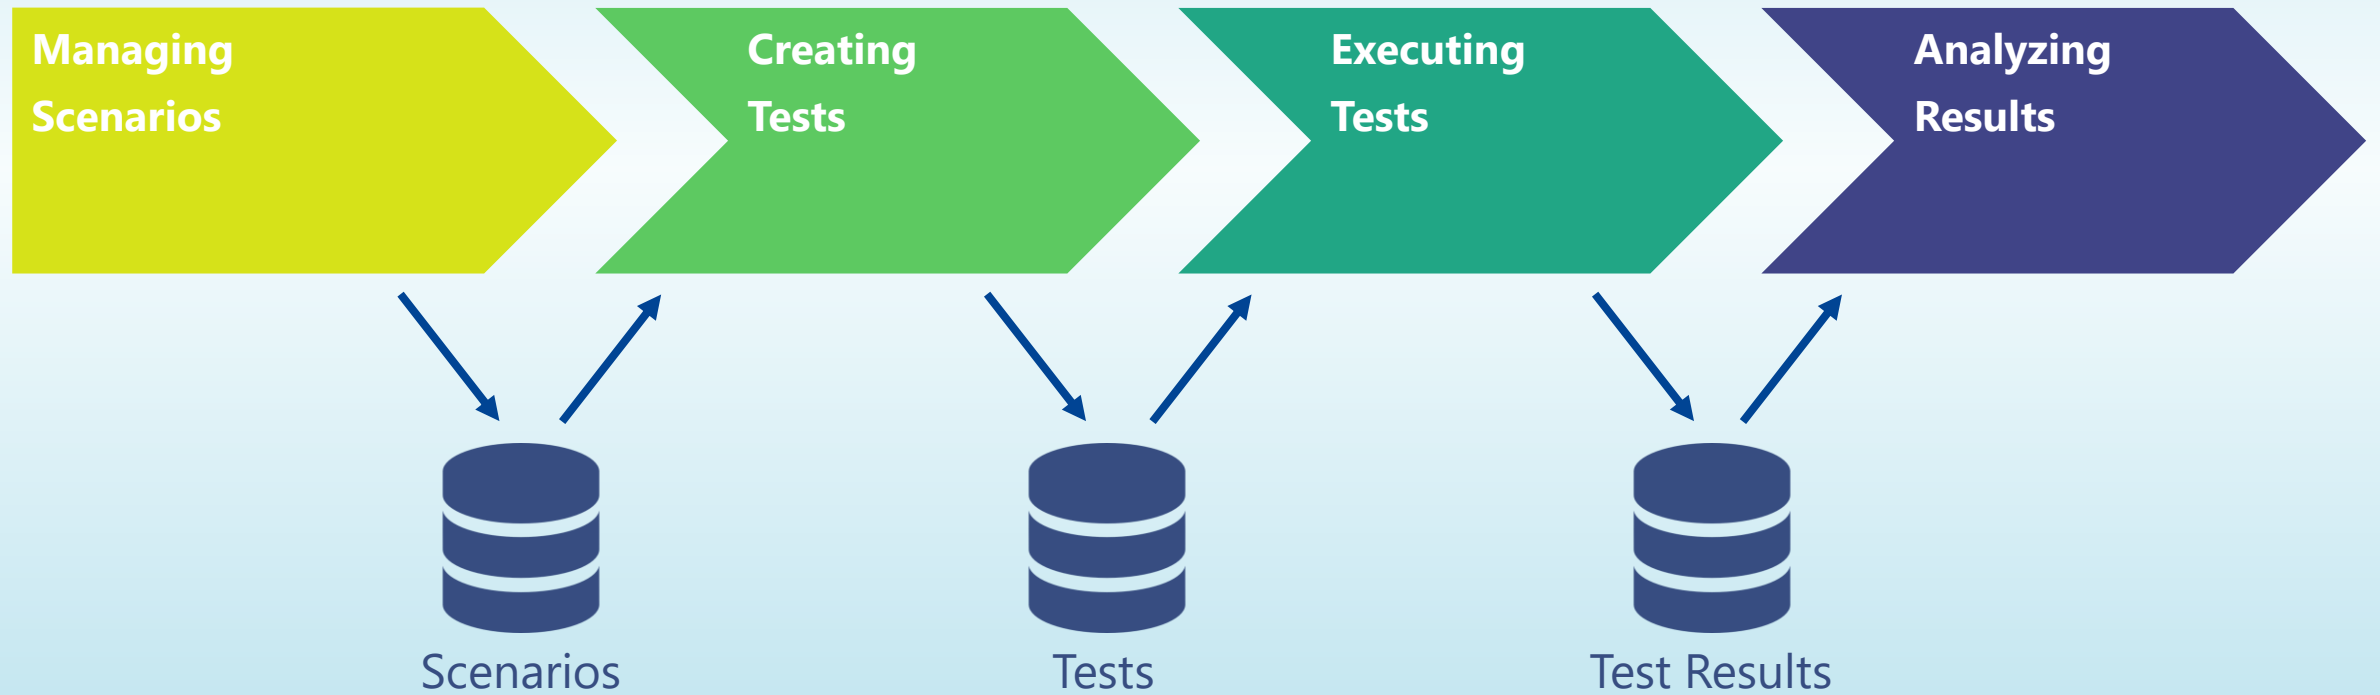 Managing
Scenarios
Creating
Tests
Executing
Tests
Analyzing
Results
Scenarios
Tests
Test Results